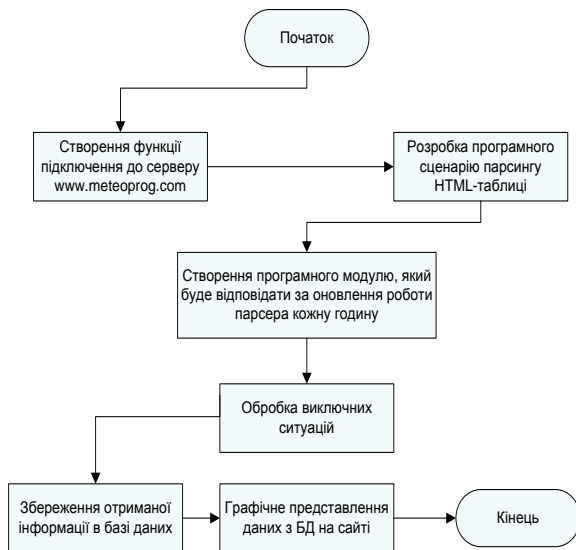 Початок
Створення функції
підключення до серверу
www.meteoprog.com
Розробка програмного
сценарію парсингу
HTML-таблиці
Створення програмного модулю, який
буде відповідати за оновлення роботи
парсера кожну годину
Обробка виключних
ситуацій
Збереження отриманої
інформації в базі даних
Графічне представлення
даних з БД на сайті
Кінець